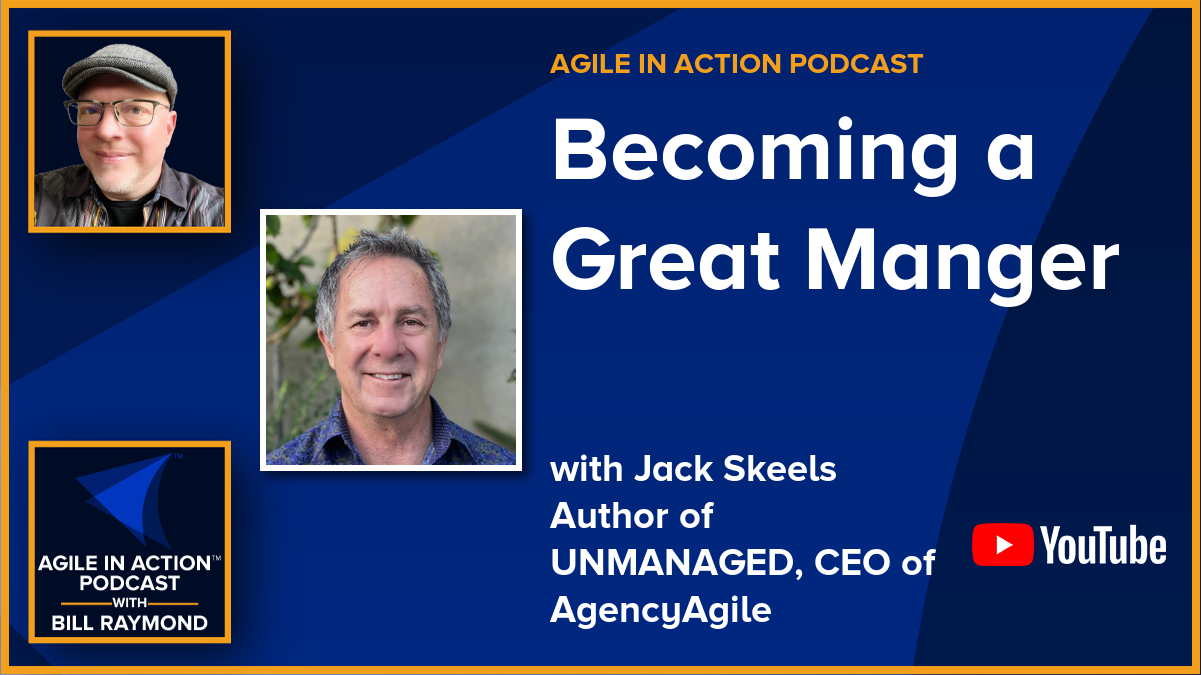 AGILE IN ACTION PODCAST
Becoming a
Great Manger
with Jack Skeels
Author of
UNMANAGED, CEO of
AgencyAgile
YouTube
TM
AGILE IN ACTION™
PODCAST
WITH
BILL RAYMOND